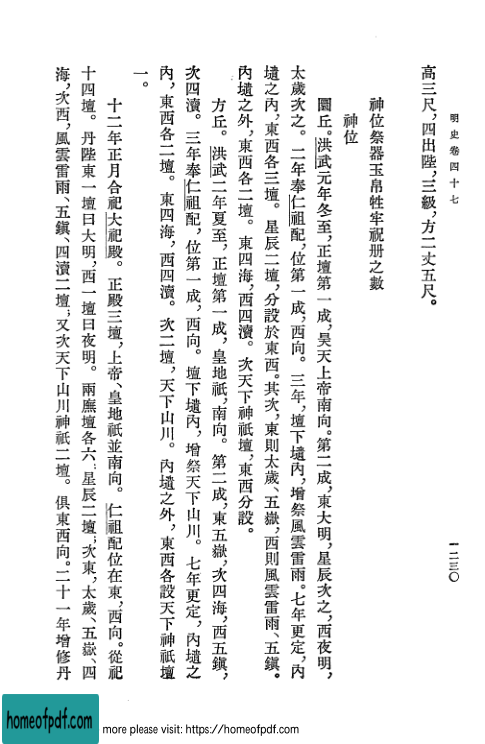 明史卷四十七
一二三〇
高三尺,四出陛,三級,方二丈五尺。
神位祭器玉帛牲牢祝册之數
神位
圜丘。洪武元年冬至,正壇第一成,昊天上帝南向。第二成,東大明,星辰次之,西夜明,
太歲次之。二年奉仁祖配,位第一成,西向。三年,壇下壝內,增祭風雲雷雨。七年更定,內
壝之內,東西各三壇。星辰二壇,分設於東西。其次,東則太歲、五嶽,西則風雲雷雨、五鎮。
內壝之外,東西各二壇。東四海,西四瀆。次天下神祇壇,東西分設。
方丘。洪武二年夏至,正壇第一成,皇地祇,南向。第二成,東五嶽,次四海,西五鎮,
次四瀆。三年奉仁祖配,位第一成,西向。壇下壝內,增祭天下山川。七年更定,內壝之
內,東西各二壇。東四海,西四瀆。次二壇,天下山川。內壝之外,東西各設天下神祇壇
一。
十二年正月合祀大祀殿。正殿三壇,上帝、皇地祇並南向。仁祖配位在東,西向。從祀
十四壇。丹陛東一壇曰大明,西一壇曰夜明。兩廡壇各六:星辰二壇;次東,太歲、五嶽、四
海,次西,風雲雷雨、五鎮、四瀆二壇;又次天下山川神祇二壇。俱東西向。二十一年增修丹
homeofpdf.com
more please visit: https://homeofpdf.com